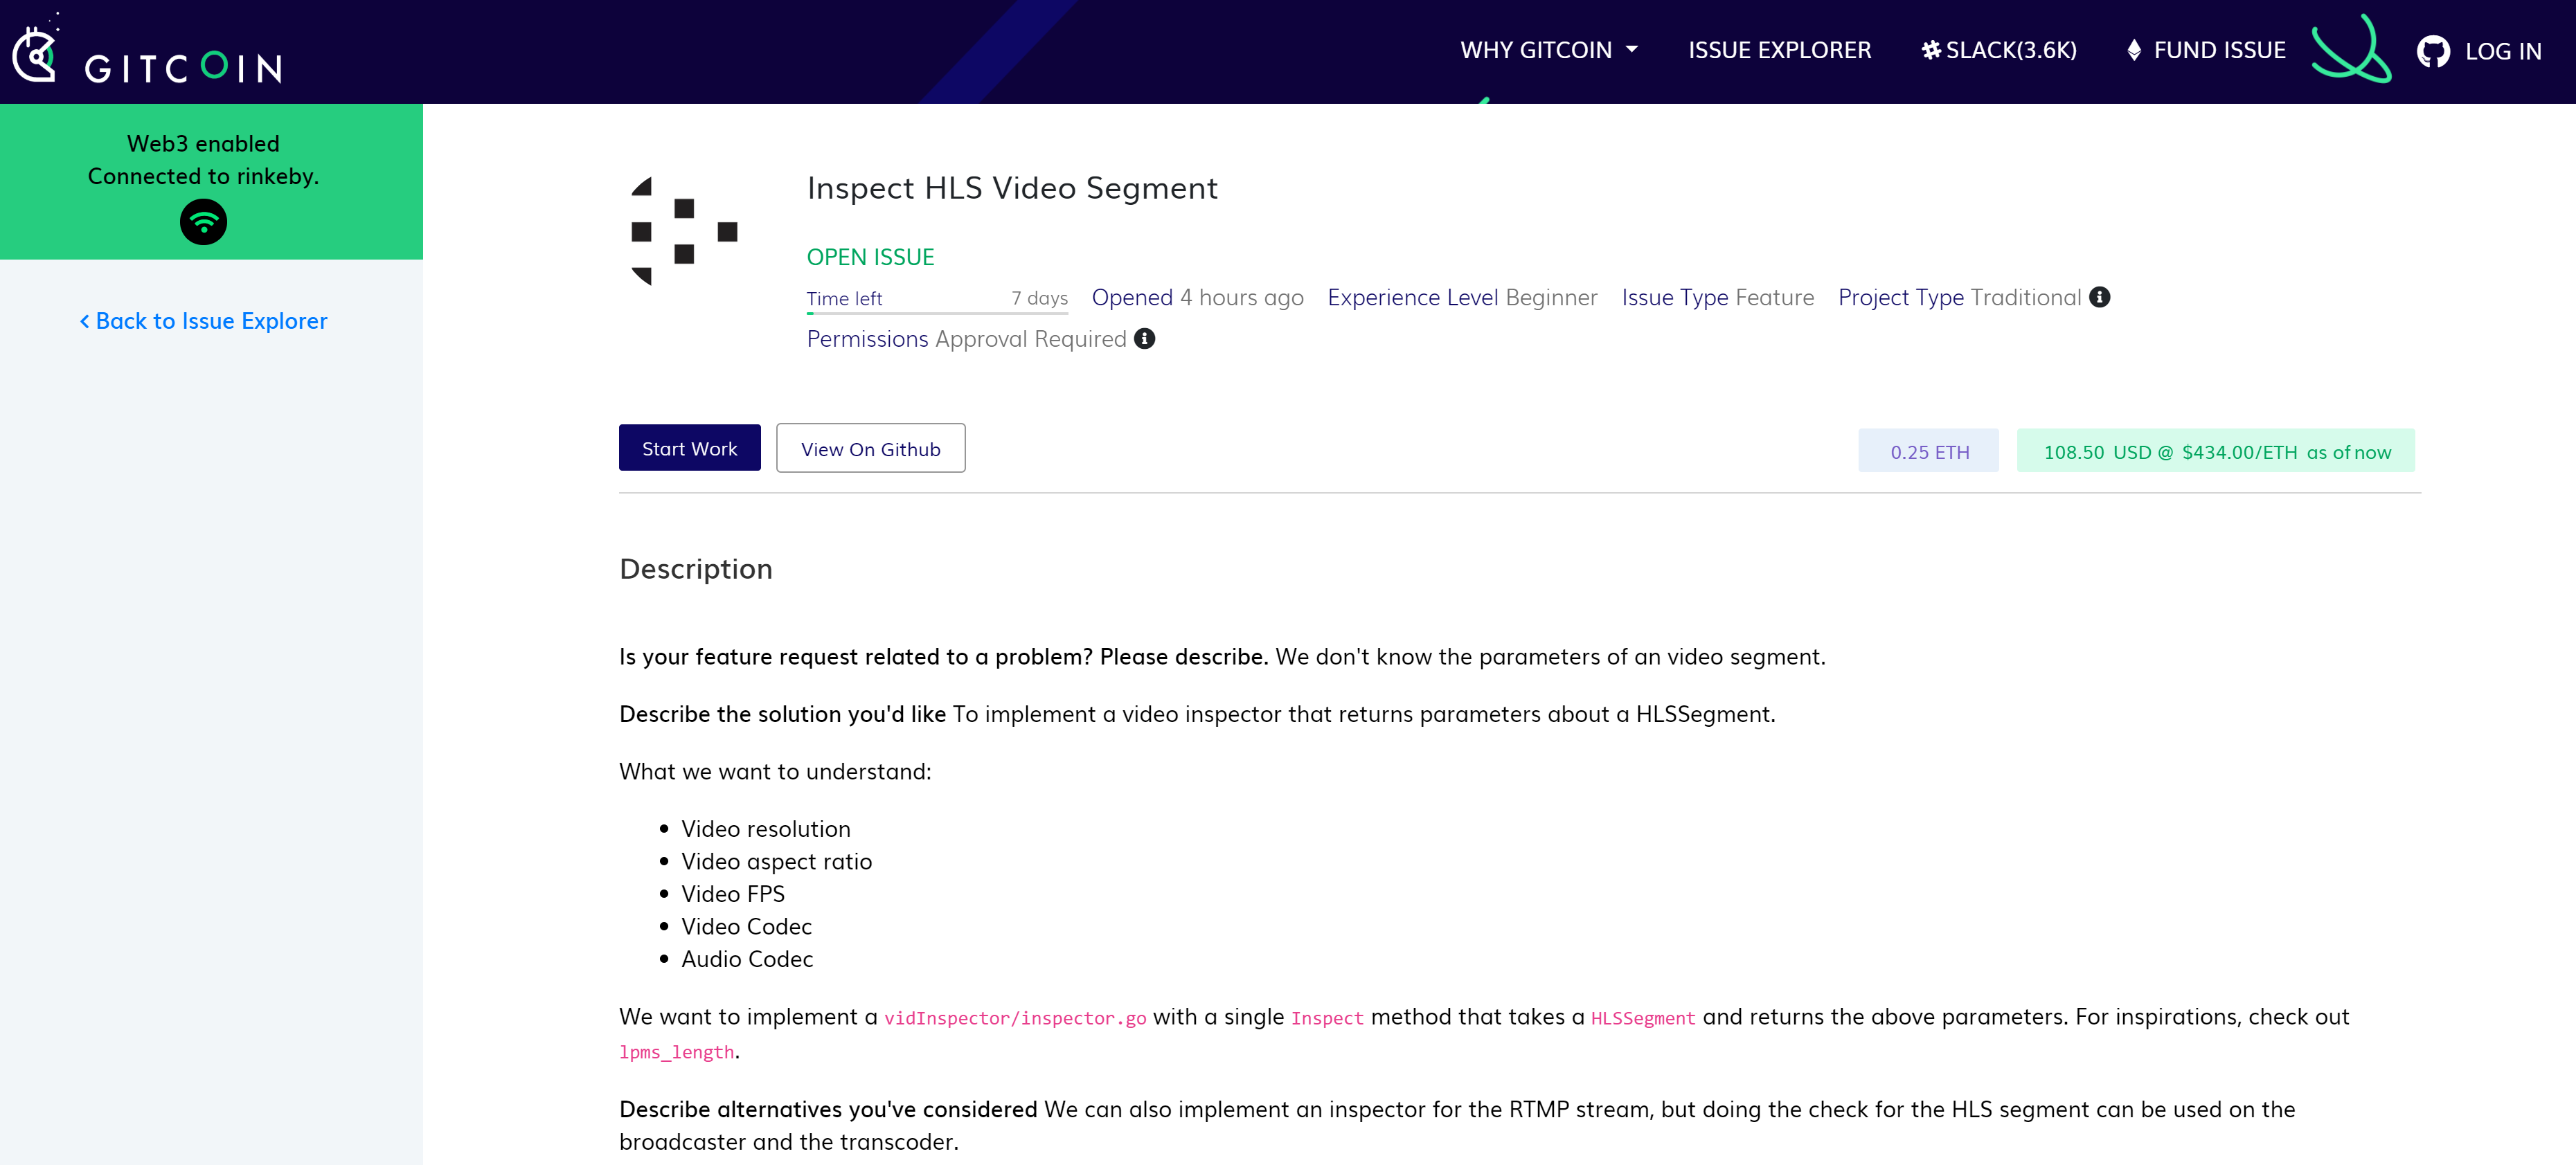 GITCOIN
WHY GITCOIN
ISSUE EXPLORER
SLACK(3.6K)
FUND ISSUE
LOG IN
Web3 enabled
Connected to rinkeby.
Back to Issue Explorer
Inspect HLS Video Segment
OPEN ISSUE
Time left 7 days Opened 4 hours ago Experience Level Beginner Issue Type Feature Project Type Traditional
Permissions Approval Required
Start Work
View On Github
0.25 ETH
108.50 USD @ $434.00/ETH as of now
Description
Is your feature request related to a problem? Please describe. We don't know the parameters of an video segment.
Describe the solution you'd like To implement a video inspector that returns parameters about a HLSSegment.
What we want to understand:
Video resolution
Video aspect ratio
Video FPS
Video Codec
Audio Codec
We want to implement a vidInspector/inspector.go with a single Inspect method that takes a HLSSegment and returns the above parameters. For inspirations, check out
lpms_length.
Describe alternatives you've considered We can also implement an inspector for the RTMP stream, but doing the check for the HLS segment can be used on the
broadcaster and the transcoder.